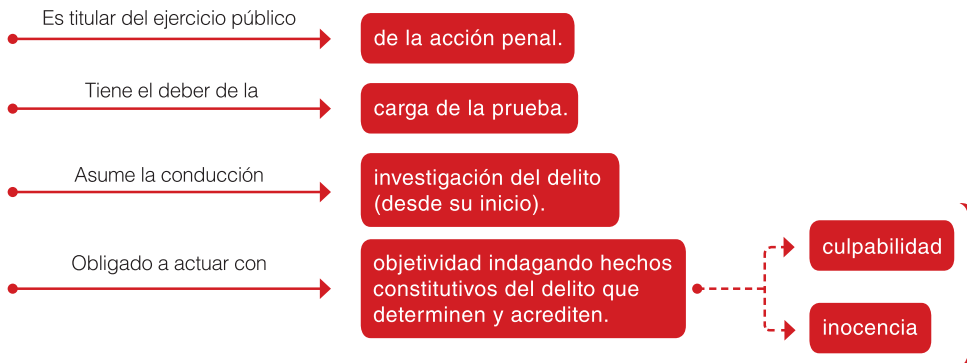 Es titular del ejercicio público
de la acción penal.
Tiene el deber de la
carga de la prueba.
Asume la conducción
investigación del delito
(desde su inicio).
Obligado a actuar con
objetividad indagando hechos
constitutivos del delito que
determinen y acrediten.
culpabilidad
inocencia